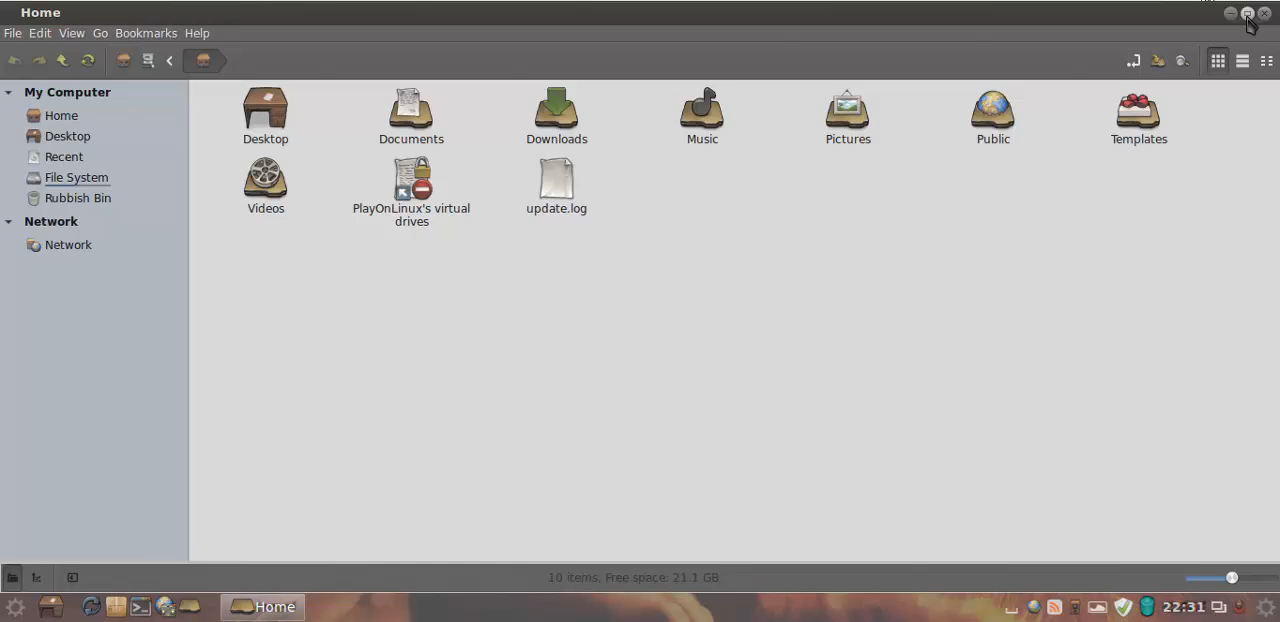 Home
File Edit View Go Bookmarks Help
My Computer
Home
Desktop
Recent
File System
Rubbish Bin
Network
Network
Desktop Documents Downloads Music Pictures Public Templates
Videos PlayOnLinux's virtual drives update.log
10 items, Free space: 21.1 GB
Home 22:31